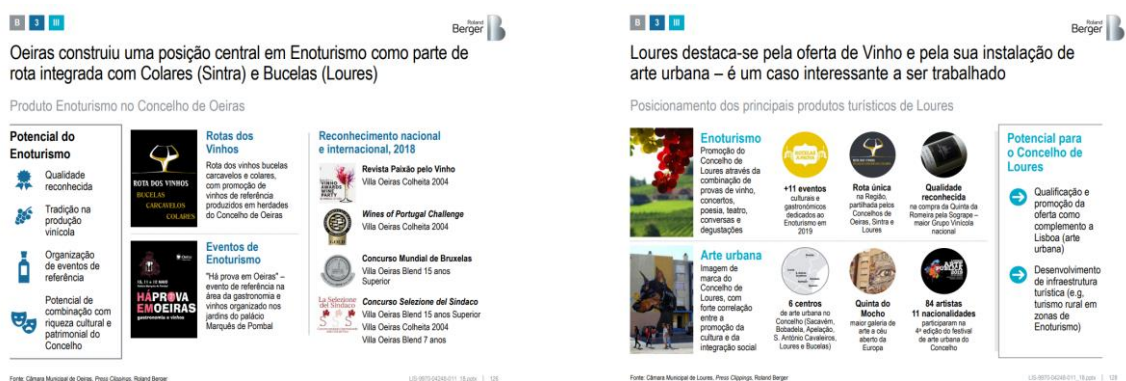 B 3 III
Roland
Berger
Oeiras construiu uma posição central em Enoturismo como parte de
rota integrada com Colares (Sintra) e Bucelas (Loures)
Produto Enoturismo no Concelho de Oeiras
Potencial do
Enoturismo
Qualidade
reconhecida
Tradição na
produção
vinícola
Organização
de eventos de
referência
Potencial de
combinação com
riqueza cultural e
patrimonial do
Concelho
ROTA DOS VINHOS
BUCELAS
CARCAVELOS
COLARES
Rotas dos
Vinhos
Rota dos vinhos bucelas
carcavelos e colares,
com promoção de
vinhos de referência
produzidos em herdades
do Concelho de Oeiras
HÁPROVA
EMOEIRAS
gastronomia e vinhos
Eventos de
Enoturismo
"Há prova em Oeiras" –
evento de referência na
área da gastronomia e
vinhos organizado nos
jardins do palácio
Marquês de Pombal
Reconhecimento nacional
e internacional, 2018
Revista Paixão pelo Vinho
Villa Oeiras Colheita 2004
GOLD
Wines of Portugal Challenge
Villa Oeiras Colheita 2004
Concurso Mundial de Bruxelas
Villa Oeiras Blend 15 anos
Superior
La Selezione
del Sindaco
Concurso Selezione del Sindaco
Villa Oeiras Blend 15 anos Superior
Villa Oeiras Colheita 2004
Villa Oeiras Blend 7 anos
Fonte: Câmara Municipal de Oeiras, Press Clippings, Roland Berger
126
B 3 III
Roland
Berger
Loures destaca-se pela oferta de Vinho e pela sua instalação de
arte urbana – é um caso interessante a ser trabalhado
Posicionamento dos principais produtos turísticos de Loures
Enoturismo
Promoção do
Concelho de
Loures através da
combinação de
provas de vinho,
concertos,
poesia, teatro,
conversas e
degustações
+11 eventos
culturais e
gastronómicos
dedicados ao
Enoturismo em
2019
Rota única
na Região,
partilhada pelos
Concelhos de
Oeiras, Sintra e
Loures
Qualidade
reconhecida
na compra da Quinta da
Romeira pela Sogrape –
maior Grupo Vinícola
nacional
Arte urbana
Imagem de
marca do
Concelho de
Loures, com
forte correlação
entre a
promoção da
cultura e da
integração social
6 centros
de arte urbana no
Concelho (Sacavém,
Bobadela, Apelação,
S. António Cavaleiros,
Loures e Bucelas)
Quinta do
Mocho
maior galeria de
arte a céu
aberto da
Europa
84 artistas
11 nacionalidades
participaram na
4ª edição do festival
de arte urbana do
Concelho
Potencial para
o Concelho de
Loures
Qualificação e
promoção da
oferta como
complemento a
Lisboa (arte
urbana)
Desenvolvimento
de infraestrutura
turística (e.g,
turismo rural em
zonas de
Enoturismo)
Fonte: Câmara Municipal de Loures, Press Clippings, Roland Berger
128